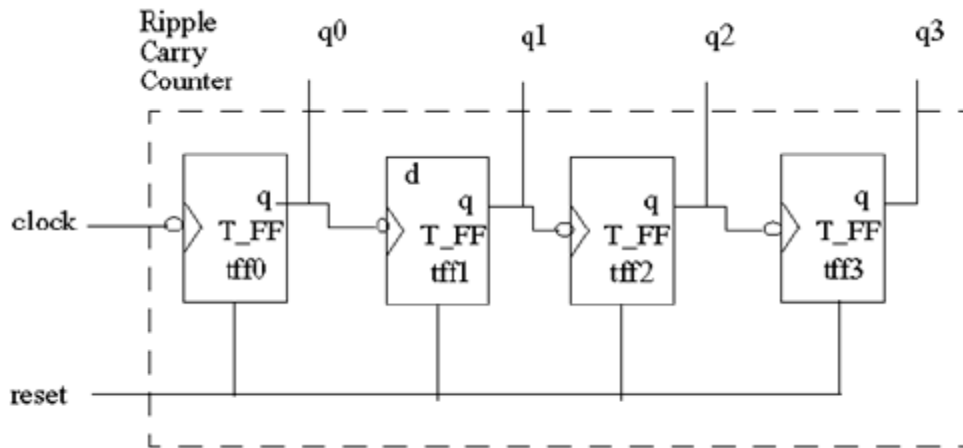 Ripple
Carry
Counter
q0
q1
q2
q3
d
q
q
q
q
clock
T_FF
T_FF
T_FF
T_FF
tff0
tff1
tff2
tff3
reset